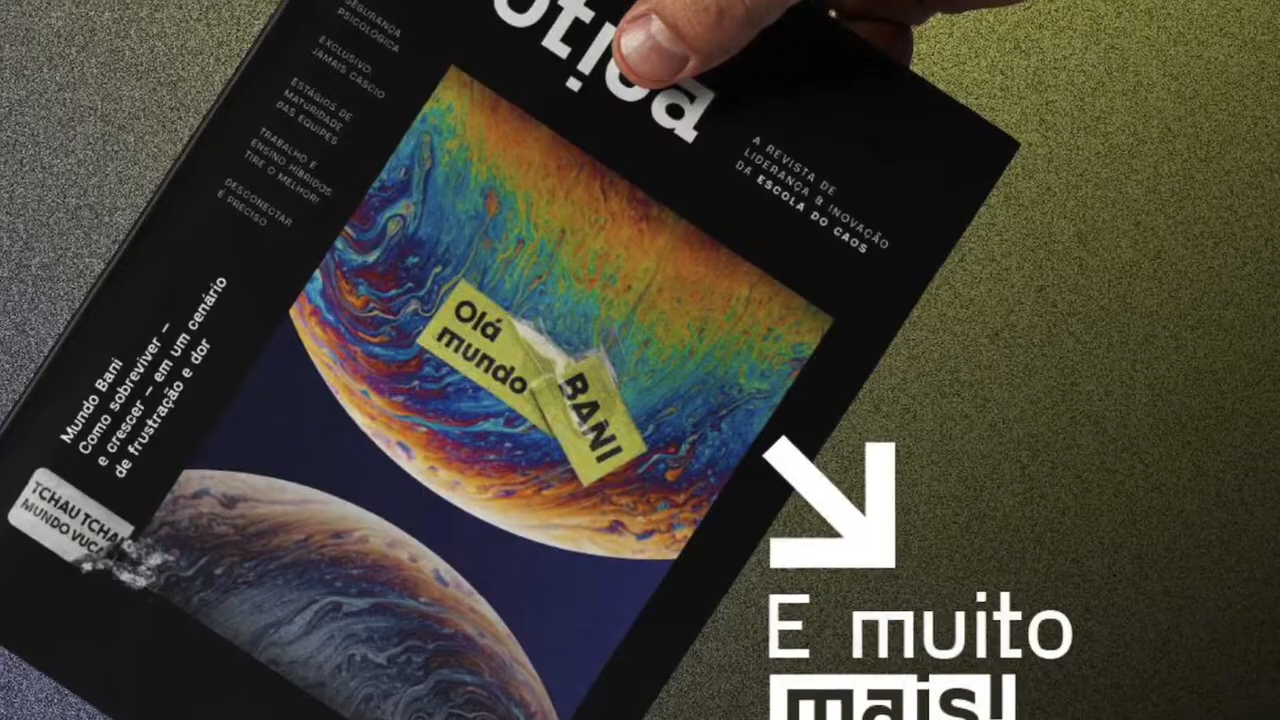 SEGURANÇA
PSICOLÓGICA
EXCLUSIVO:
JAMAIS CASCIO
ESTÁGIOS DE
MATURIDADE
DAS EQUIPES
TRABALHO E
ENSINO HÍBRIDOS:
TIRE O MELHOR!
DESCONECTAR
É PRECISO
A REVISTA DE
LIDERANÇA & INOVAÇÃO
DA ESCOLA DO CAOS
Olá
mundo
BANI
Mundo Bani
Como sobreviver –
e crescer – em um cenário
de frustração e dor
TCHAU TCHAU
MUNDO VUCA
E muito
mais!